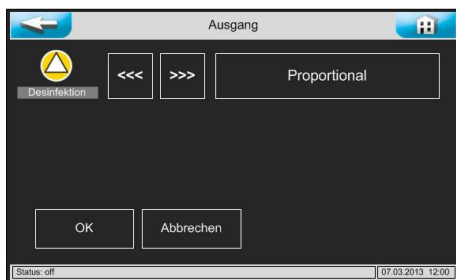 Ausgang
Desinfektion
<<<
>>>
Proportional
OK
Abbrechen
Status: off
07.03.2013 12:00